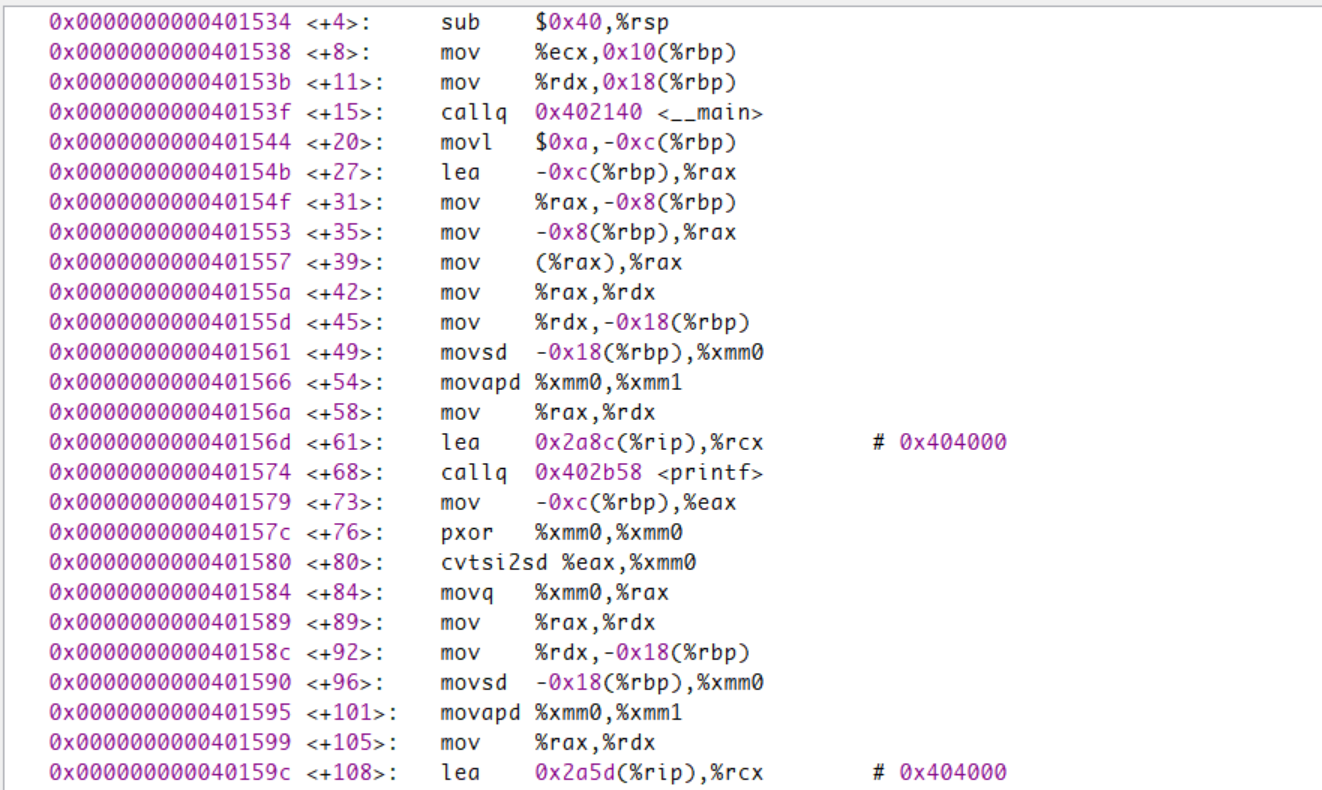 0x0000000000401534 <+4>: sub $0x40,%rsp
0x0000000000401538 <+8>: mov %ecx,0x10(%rbp)
0x000000000040153b <+11>: mov %rdx,0x18(%rbp)
0x000000000040153f <+15>: callq 0x402140 <__main>
0x0000000000401544 <+20>: movl $0xa,-0xc(%rbp)
0x000000000040154b <+27>: lea -0xc(%rbp),%rax
0x000000000040154f <+31>: mov %rax,-0x8(%rbp)
0x0000000000401553 <+35>: mov -0x8(%rbp),%rax
0x0000000000401557 <+39>: mov (%rax),%rax
0x000000000040155a <+42>: mov %rax,%rdx
0x000000000040155d <+45>: mov %rdx,-0x18(%rbp)
0x0000000000401561 <+49>: movsd -0x18(%rbp),%xmm0
0x0000000000401566 <+54>: movapd %xmm0,%xmm1
0x000000000040156a <+58>: mov %rax,%rdx
0x000000000040156d <+61>: lea 0x2a8c(%rip),%rcx # 0x404000
0x0000000000401574 <+68>: callq 0x402b58 <printf>
0x0000000000401579 <+73>: mov -0xc(%rbp),%eax
0x000000000040157c <+76>: pxor %xmm0,%xmm0
0x0000000000401580 <+80>: cvtsi2sd %eax,%xmm0
0x0000000000401584 <+84>: movq %xmm0,%rax
0x0000000000401589 <+89>: mov %rax,%rdx
0x000000000040158c <+92>: mov %rdx,-0x18(%rbp)
0x0000000000401590 <+96>: movsd -0x18(%rbp),%xmm0
0x0000000000401595 <+101>: movapd %xmm0,%xmm1
0x0000000000401599 <+105>: mov %rax,%rdx
0x000000000040159c <+108>: lea 0x2a5d(%rip),%rcx # 0x404000